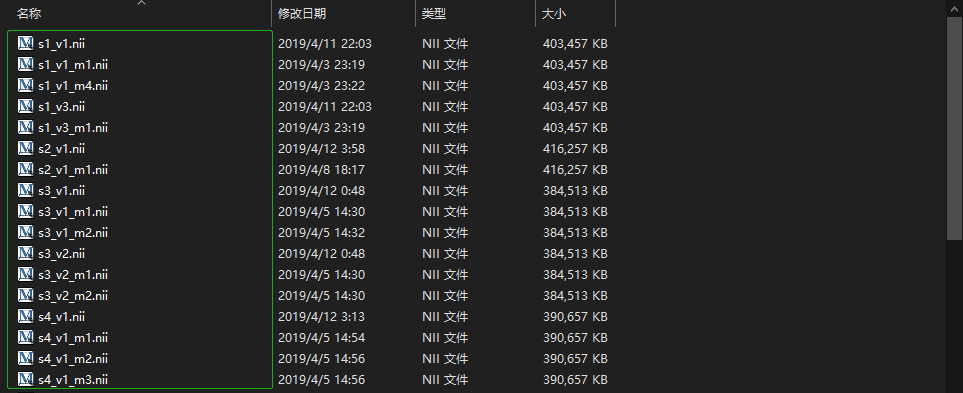 名称 修改日期 类型 大小
s1_v1.nii 2019/4/11 22:03 NII 文件 403,457 KB
s1_v1_m1.nii 2019/4/3 23:19 NII 文件 403,457 KB
s1_v1_m4.nii 2019/4/3 23:22 NII 文件 403,457 KB
s1_v3.nii 2019/4/11 22:03 NII 文件 403,457 KB
s1_v3_m1.nii 2019/4/3 23:19 NII 文件 403,457 KB
s2_v1.nii 2019/4/12 3:58 NII 文件 416,257 KB
s2_v1_m1.nii 2019/4/8 18:17 NII 文件 416,257 KB
s3_v1.nii 2019/4/12 0:48 NII 文件 384,513 KB
s3_v1_m1.nii 2019/4/5 14:30 NII 文件 384,513 KB
s3_v1_m2.nii 2019/4/5 14:32 NII 文件 384,513 KB
s3_v2.nii 2019/4/12 0:48 NII 文件 384,513 KB
s3_v2_m1.nii 2019/4/5 14:30 NII 文件 384,513 KB
s3_v2_m2.nii 2019/4/5 14:30 NII 文件 384,513 KB
s4_v1.nii 2019/4/12 3:13 NII 文件 390,657 KB
s4_v1_m1.nii 2019/4/5 14:54 NII 文件 390,657 KB
s4_v1_m2.nii 2019/4/5 14:56 NII 文件 390,657 KB
s4_v1_m3.nii 2019/4/5 14:56 NII 文件 390,657 KB